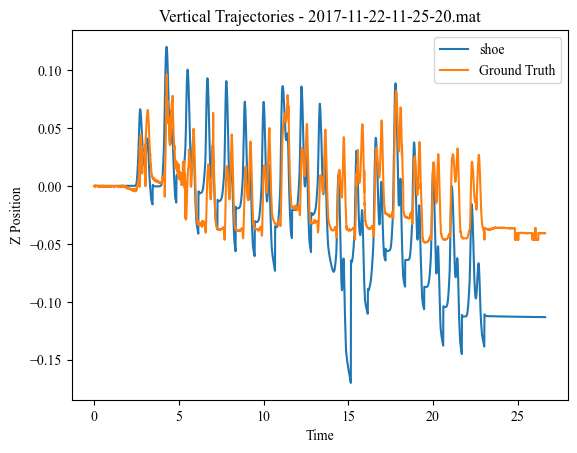 Vertical Trajectories - 2017-11-22-11-25-20.mat
shoe
Ground Truth
Z Position
0.10
0.05
0.00
−0.05
−0.10
−0.15
0
5
10
15
20
25
Time